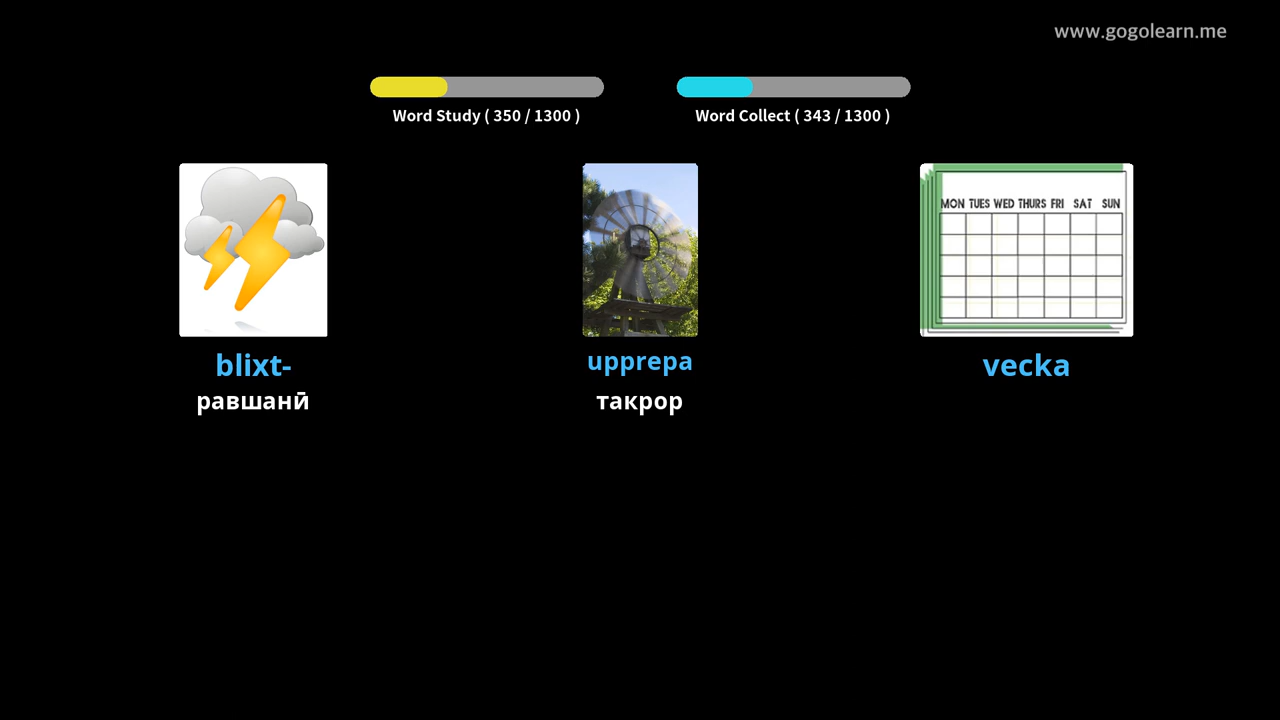 www.gogolearn.me
Word Study ( 350 / 1300 )
Word Collect ( 343 / 1300 )
MON TUES WED THURS FRI SAT SUN
blixt-
upprepa
vecka
равшанӣ
такрор